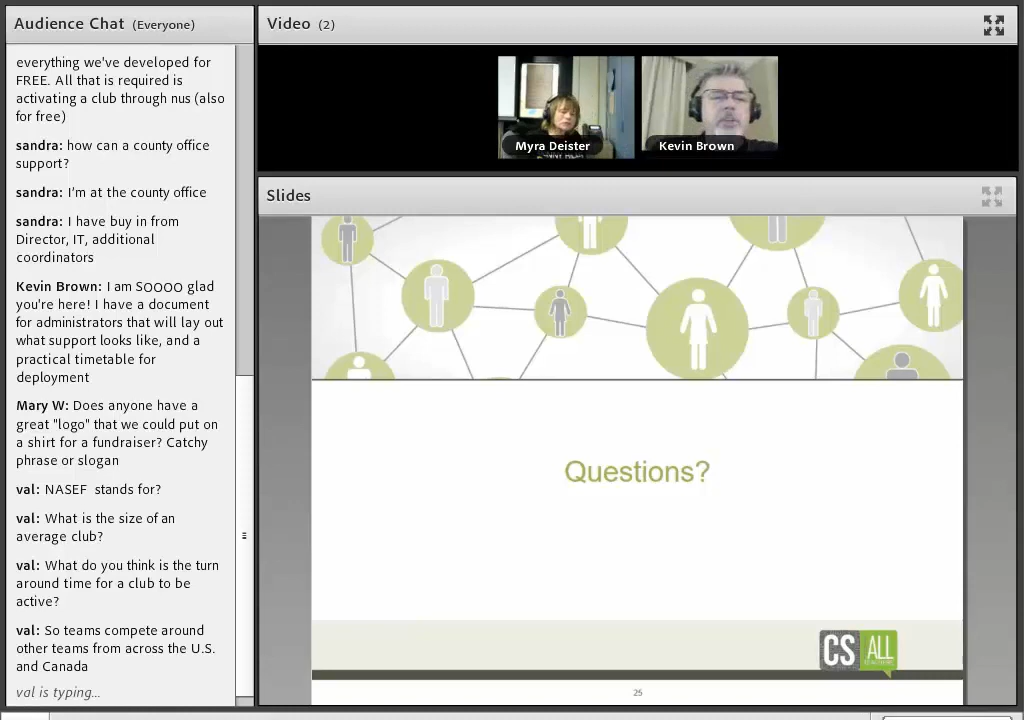 Audience Chat (Everyone)
everything we've developed for
FREE. All that is required is
activating a club through nus (also
for free)
sandra: how can a county office
support?
sandra: I'm at the county office
sandra: I have buy in from
Director, IT, additional
coordinators
Kevin Brown: I am SOOOO glad
you're here! I have a document
for administrators that will lay out
what support looks like, and a
practical timetable for
deployment
Mary W: Does anyone have a
great "logo" that we could put on
a shirt for a fundraiser? Catchy
phrase or slogan
val: NASEF stands for?
val: What is the size of an
average club?
val: What do you think is the turn
around time for a club to be
active?
val: So teams compete around
other teams from across the U.S.
and Canada
val is typing...
Video (2)
Myra Deister
Kevin Brown
Slides
Questions?
CS ALL
25